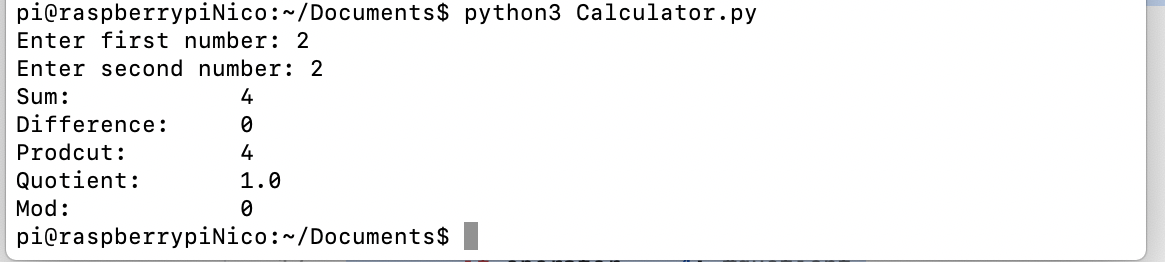 pi@raspberrypiNico:~/Documents$ python3 Calculator.py
Enter first number: 2
Enter second number: 2
Sum: 4
Difference: 0
Prodcut: 4
Quotient: 1.0
Mod: 0
pi@raspberrypiNico:~/Documents$